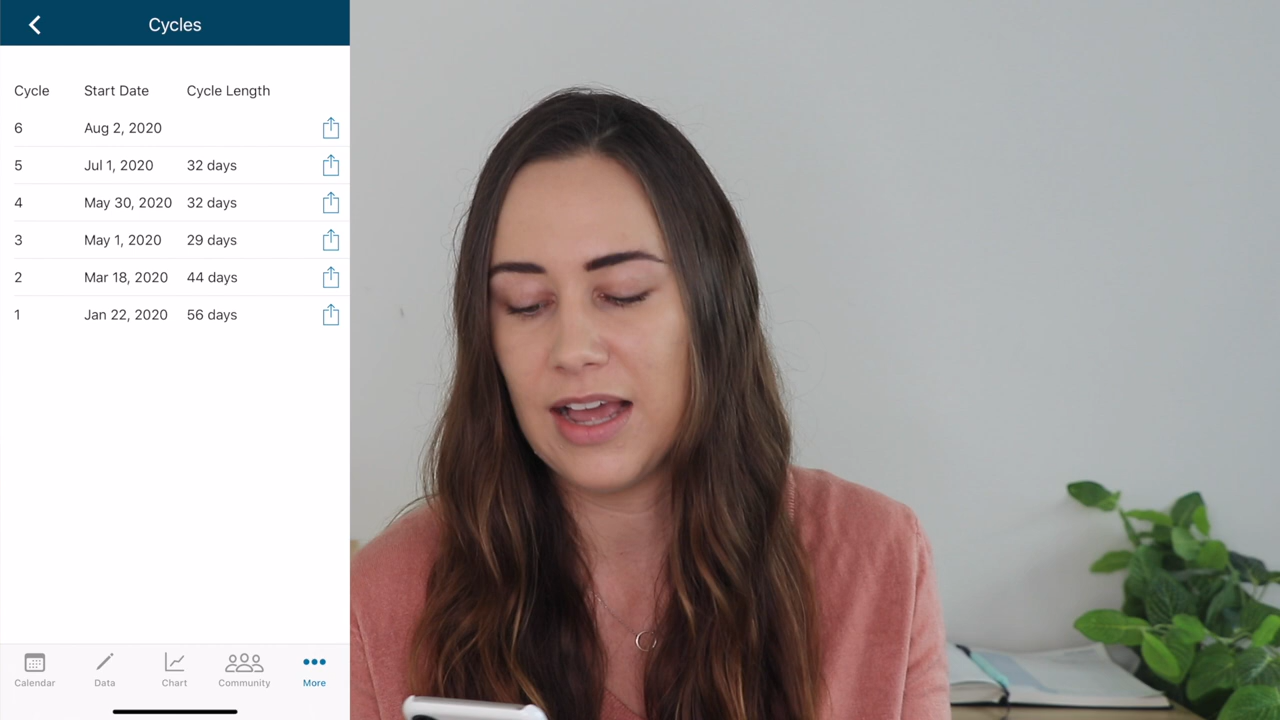 Cycles
Cycle Start Date Cycle Length
6 Aug 2, 2020
5 Jul 1, 2020 32 days
4 May 30, 2020 32 days
3 May 1, 2020 29 days
2 Mar 18, 2020 44 days
1 Jan 22, 2020 56 days
Calendar Data Chart Community More